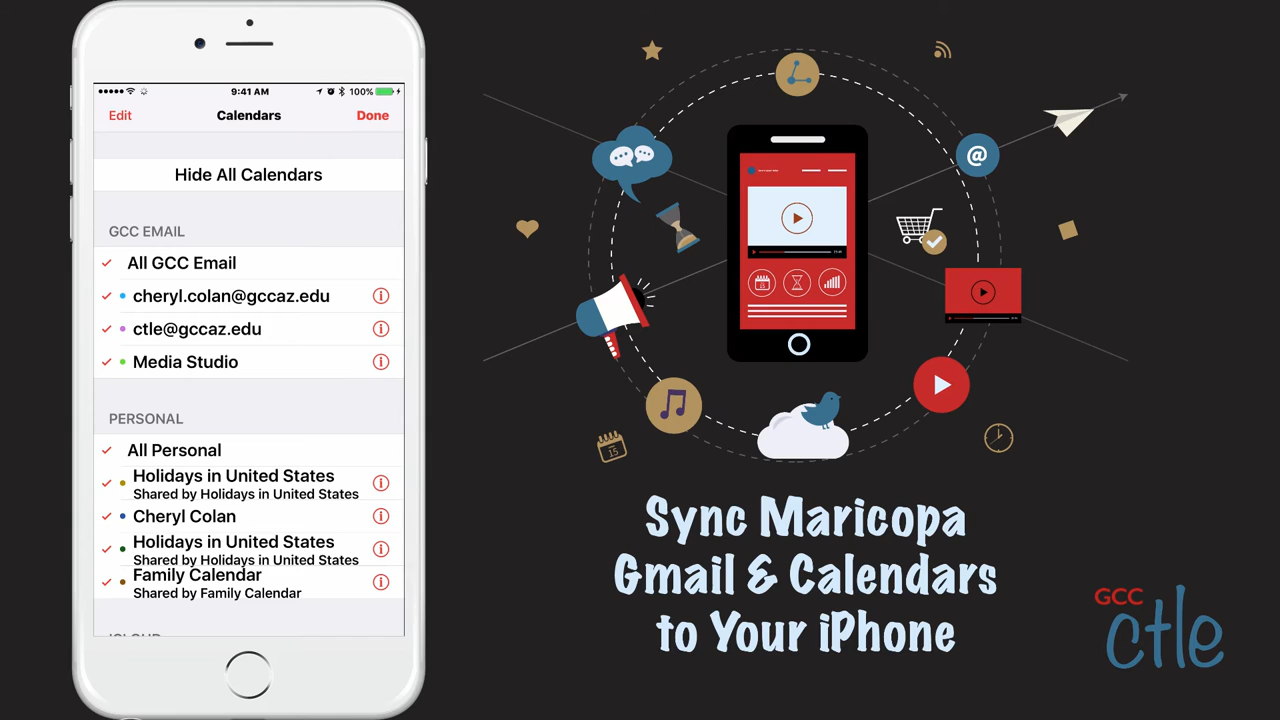 9:41 AM
100%
Edit
Calendars
Done
Hide All Calendars
GCC EMAIL
All GCC Email
cheryl.colan@gccaz.edu
ctle@gccaz.edu
Media Studio
PERSONAL
All Personal
Holidays in United States
Shared by Holidays in United States
Cheryl Colan
Holidays in United States
Shared by Holidays in United States
Family Calendar
Shared by Family Calendar
ICLOUD
@
15
Sync Maricopa
Gmail & Calendars
to Your iPhone
GCC
ctle